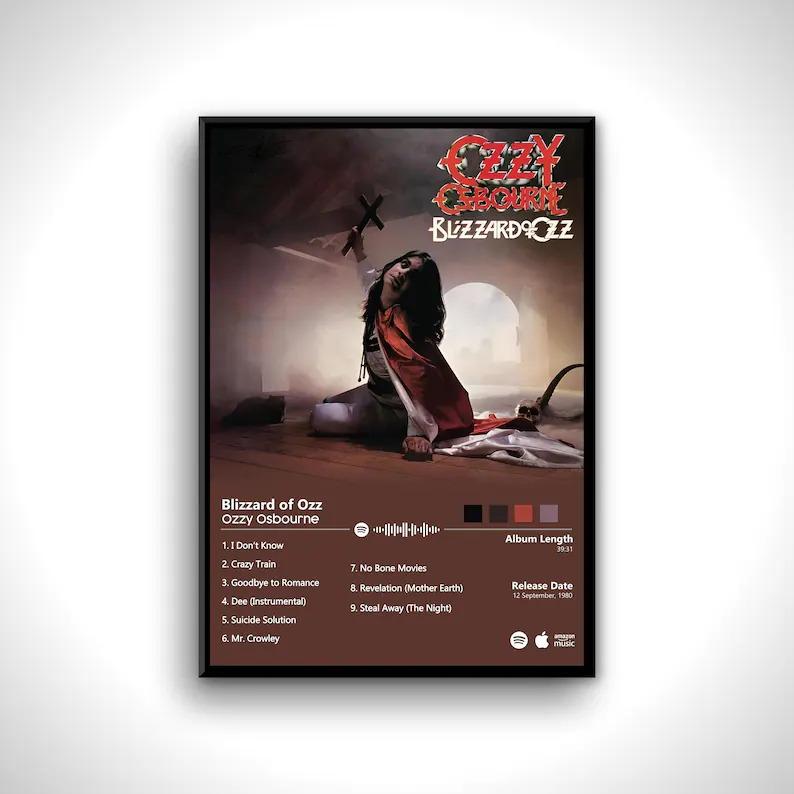 OZZY
OSBOURNE
BLIZZARD OF OZZ
Blizzard of Ozz
Ozzy Osbourne
Album Length
39:31
1. I Don't Know
2. Crazy Train
3. Goodbye to Romance
4. Dee (Instrumental)
5. Suicide Solution
6. Mr. Crowley
7. No Bone Movies
8. Revelation (Mother Earth)
9. Steal Away (The Night)
Release Date
12 September, 1980
amazon
music